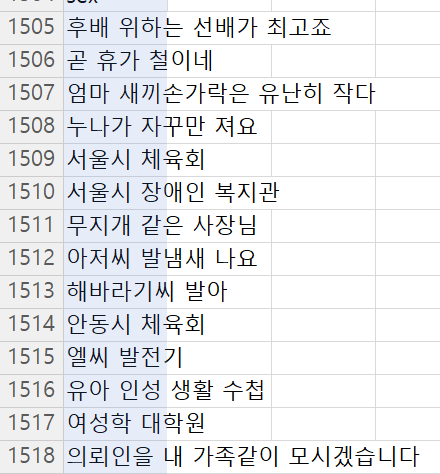 sex
1505 후배 위하는 선배가 최고죠
1506 곧 휴가 철이네
1507 엄마 새끼손가락은 유난히 작다
1508 누나가 자꾸만 져요
1509 서울시 체육회
1510 서울시 장애인 복지관
1511 무지개 같은 사장님
1512 아저씨 발냄새 나요
1513 해바라기씨 발아
1514 안동시 체육회
1515 엘씨 발전기
1516 유아 인성 생활 수첩
1517 여성학 대학원
1518 의뢰인을 내 가족같이 모시겠습니다